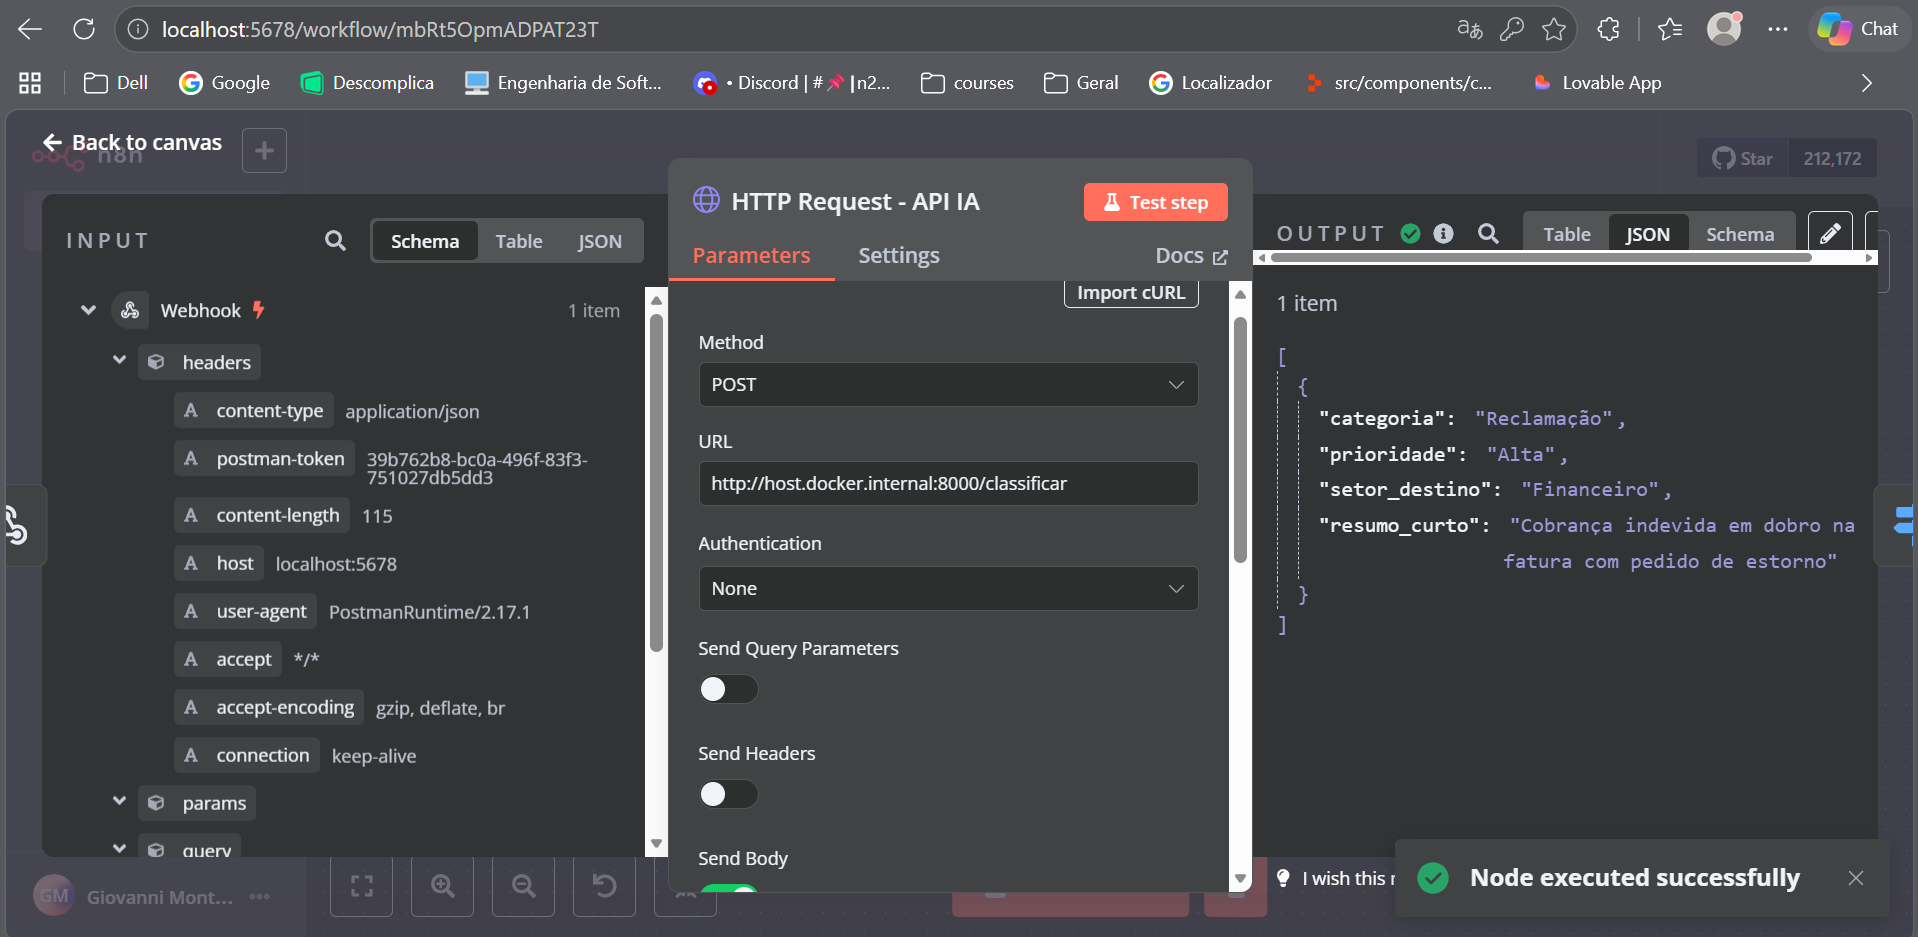 localhost:5678/workflow/mbRt5OpmADPAT23T
Chat
Dell
Google
Descomplica
Engenharia de Soft...
• Discord | #📌|n2...
courses
Geral
Localizador
src/components/c...
Lovable App
Back to canvas
n8n
Star 212,172
INPUT
Schema
Table
JSON
Webhook
1 item
headers
A content-type application/json
A postman-token 39b762b8-bc0a-496f-83f3-
751027db5dd3
A content-length 115
A host localhost:5678
A user-agent PostmanRuntime/2.17.1
A accept */*
A accept-encoding gzip, deflate, br
A connection keep-alive
params
query
HTTP Request - API IA
Test step
Parameters
Settings
Docs
Import cURL
Method
POST
URL
http://host.docker.internal:8000/classificar
Authentication
None
Send Query Parameters
Send Headers
Send Body
OUTPUT
Table
JSON
Schema
1 item
[
{
"categoria": "Reclamação",
"prioridade": "Alta",
"setor_destino": "Financeiro",
"resumo_curto": "Cobrança indevida em dobro na
fatura com pedido de estorno"
}
]
GM Giovanni Mont...
I wish this
Node executed successfully